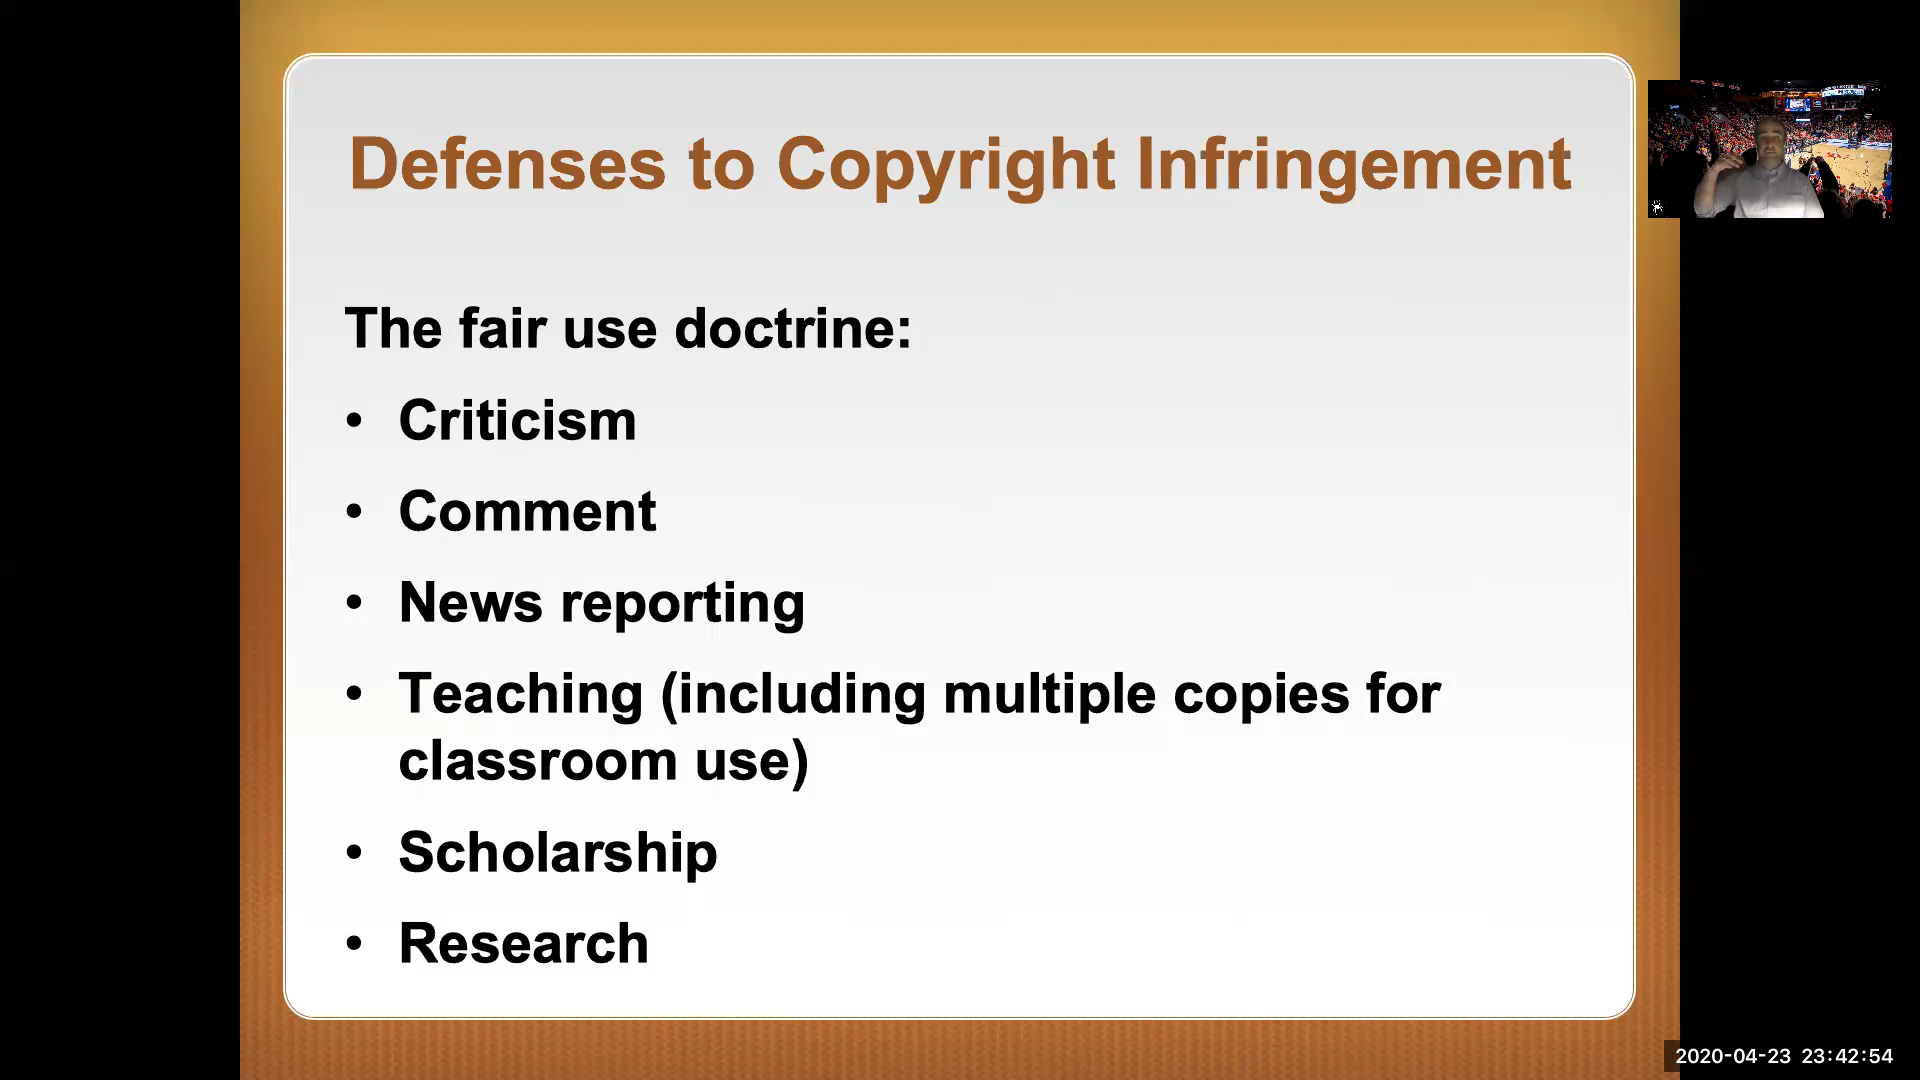 Defenses to Copyright Infringement
The fair use doctrine:
• Criticism
• Comment
• News reporting
• Teaching (including multiple copies for
classroom use)
• Scholarship
• Research
2020-04-23 23:42:54